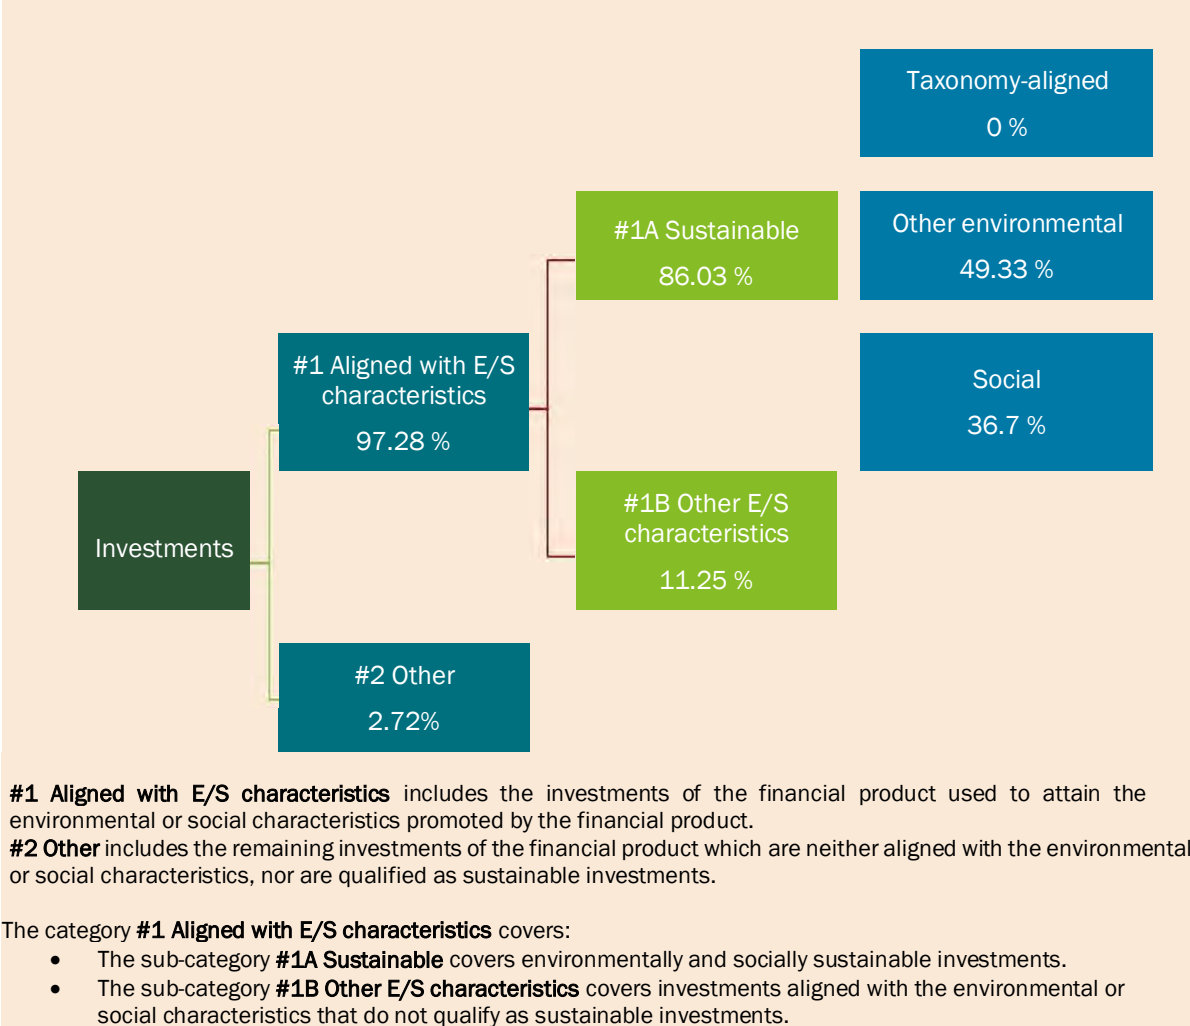 Taxonomy-aligned
0 %
#1A Sustainable
86.03 %
Other environmental
49.33 %
#1 Aligned with E/S
characteristics
97.28 %
Social
36.7 %
Investments
#1B Other E/S
characteristics
11.25 %
#2 Other
2.72%
#1 Aligned with E/S characteristics includes the investments of the financial product used to attain the
environmental or social characteristics promoted by the financial product.
#2 Other includes the remaining investments of the financial product which are neither aligned with the environmental
or social characteristics, nor are qualified as sustainable investments.
The category #1 Aligned with E/S characteristics covers:
• The sub-category #1A Sustainable covers environmentally and socially sustainable investments.
• The sub-category #1B Other E/S characteristics covers investments aligned with the environmental or
social characteristics that do not qualify as sustainable investments.